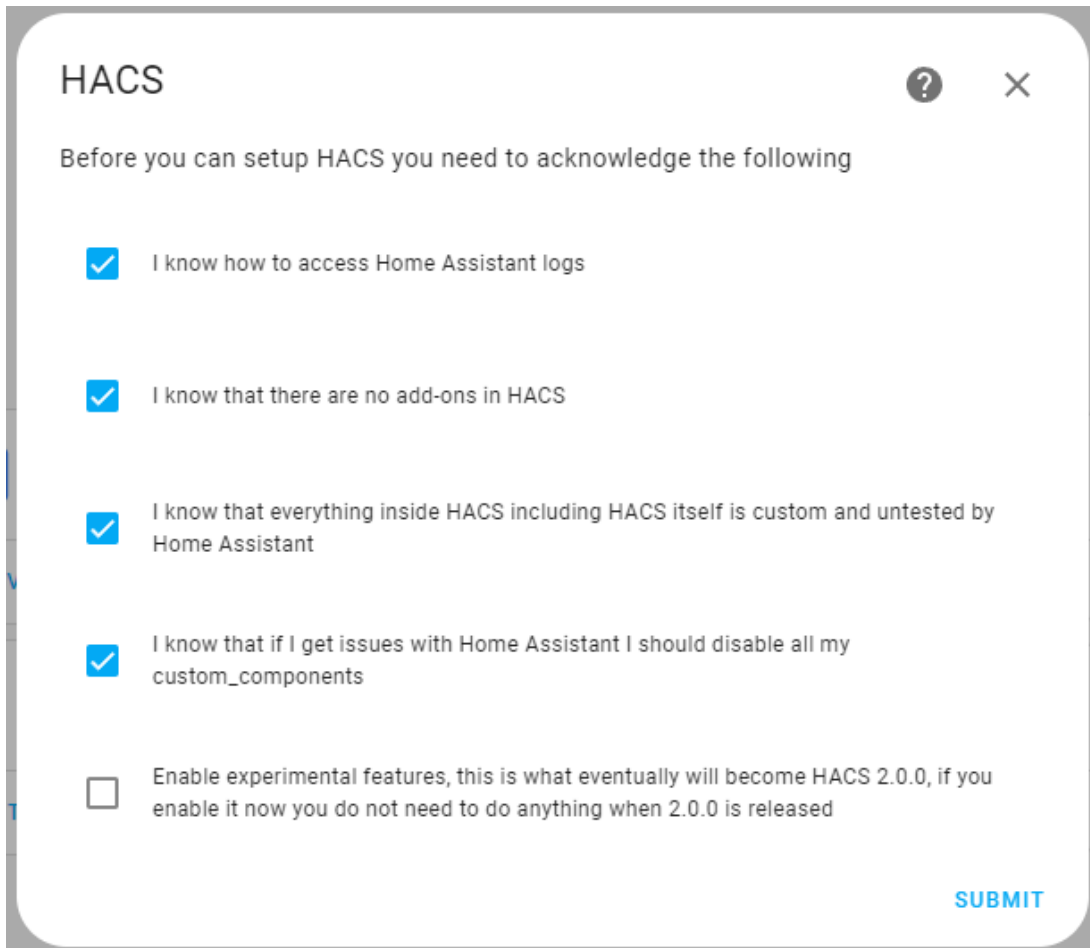 HACS
Before you can setup HACS you need to acknowledge the following
I know how to access Home Assistant logs
I know that there are no add-ons in HACS
I know that everything inside HACS including HACS itself is custom and untested by
Home Assistant
I know that if I get issues with Home Assistant I should disable all my
custom_components
Enable experimental features, this is what eventually will become HACS 2.0.0, if you
enable it now you do not need to do anything when 2.0.0 is released
SUBMIT